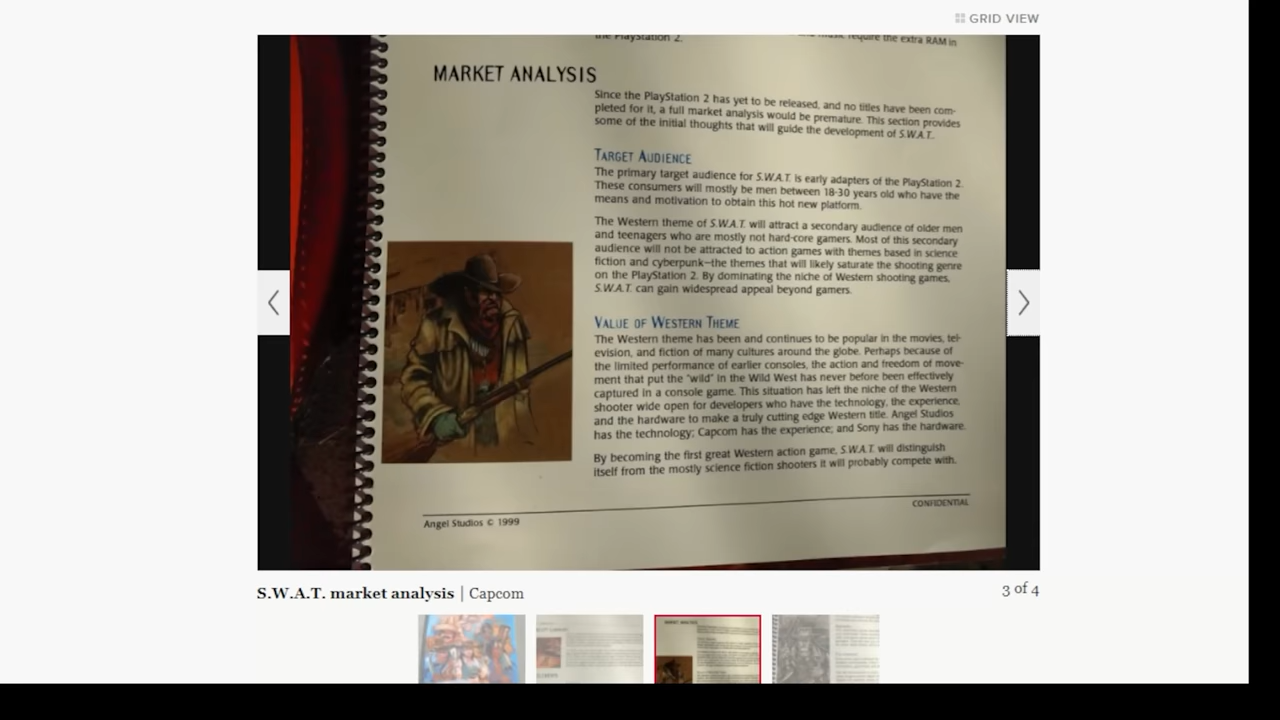 GRID VIEW
the PlayStation 2.
require the extra RAM in
MARKET ANALYSIS
Since the PlayStation 2 has yet to be released, and no titles have been com-
pleted for it, a full market analysis would be premature. This section provides
some of the initial thoughts that will guide the development of S.W.A.T.
TARGET AUDIENCE
The primary target audience for S.W.A.T. is early adapters of the PlayStation 2.
These consumers will mostly be men between 18-30 years old who have the
means and motivation to obtain this hot new platform.
The Western theme of S.W.A.T. will attract a secondary audience of older men
and teenagers who are mostly not hard-core gamers. Most of this secondary
audience will not be attracted to action games with themes based in science
fiction and cyberpunk—the themes that will likely saturate the shooting genre
on the PlayStation 2. By dominating the niche of Western shooting games,
S.W.A.T. can gain widespread appeal beyond gamers.
VALUE OF WESTERN THEME
The Western theme has been and continues to be popular in the movies, tel-
evision, and fiction of many cultures around the globe. Perhaps because of
the limited performance of earlier consoles, the action and freedom of move-
ment that put the "wild" in the Wild West has never before been effectively
captured in a console game. This situation has left the niche of the Western
shooter wide open for developers who have the technology, the experience,
and the hardware to make a truly cutting edge Western title. Angel Studios
has the technology; Capcom has the experience; and Sony has the hardware.
By becoming the first great Western action game, S.W.A.T. will distinguish
itself from the mostly science fiction shooters it will probably compete with.
CONFIDENTIAL
Angel Studios © 1999
S.W.A.T. market analysis | Capcom
3 of 4